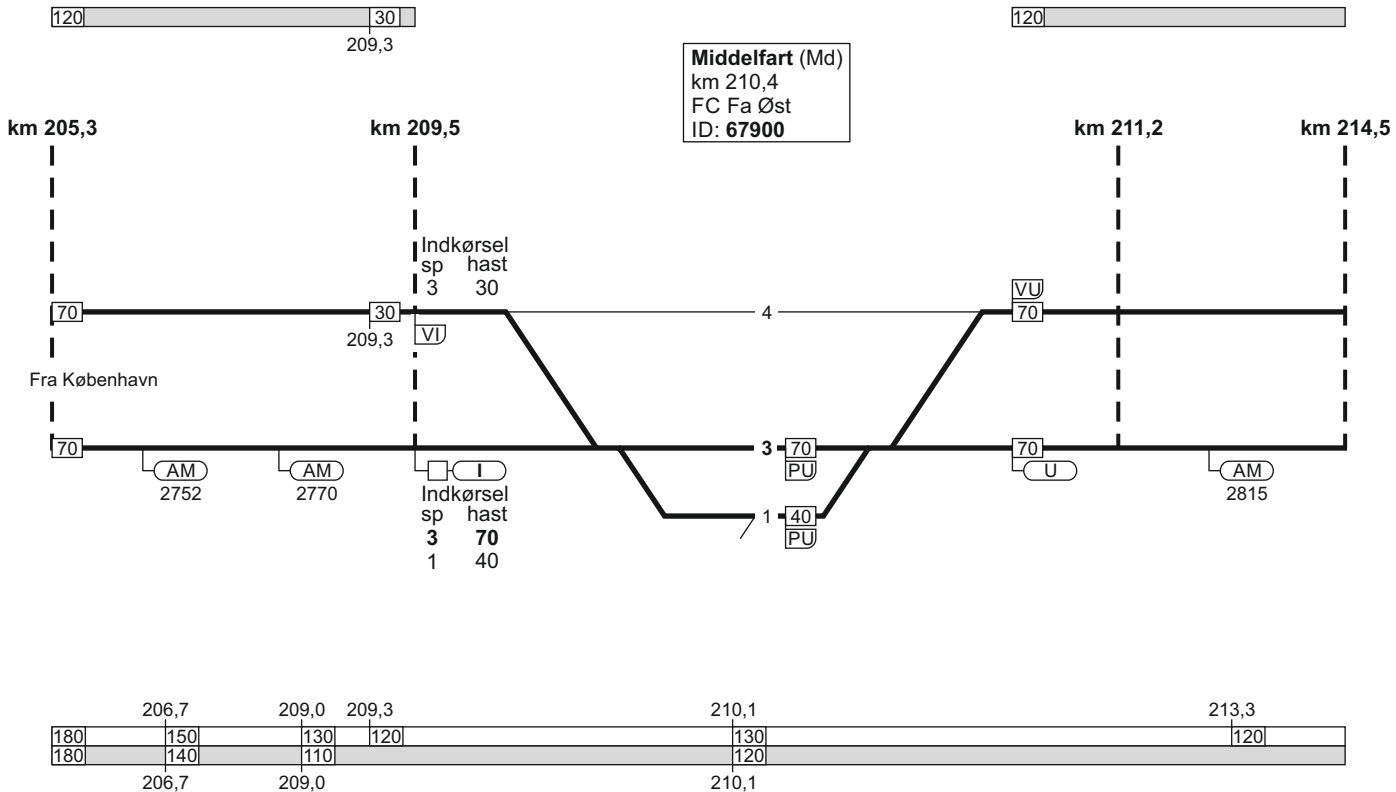 120 30 120
209,3
Middelfart (Md)
km 210,4
FC Fa Øst
ID: 67900
km 205,3 km 209,5 km 211,2 km 214,5
Indkørsel
sp hast
3 30
VU
70 30 4 70
209,3 VI
Fra København
70 3 70 70
AM AM I PU U AM
2752 2770 2815
Indkørsel
sp hast
3 70
1 40
1 40
PU
206,7 209,0 209,3 210,1 213,3
180 150 130 120 130 120
180 140 110 120
206,7 209,0 210,1